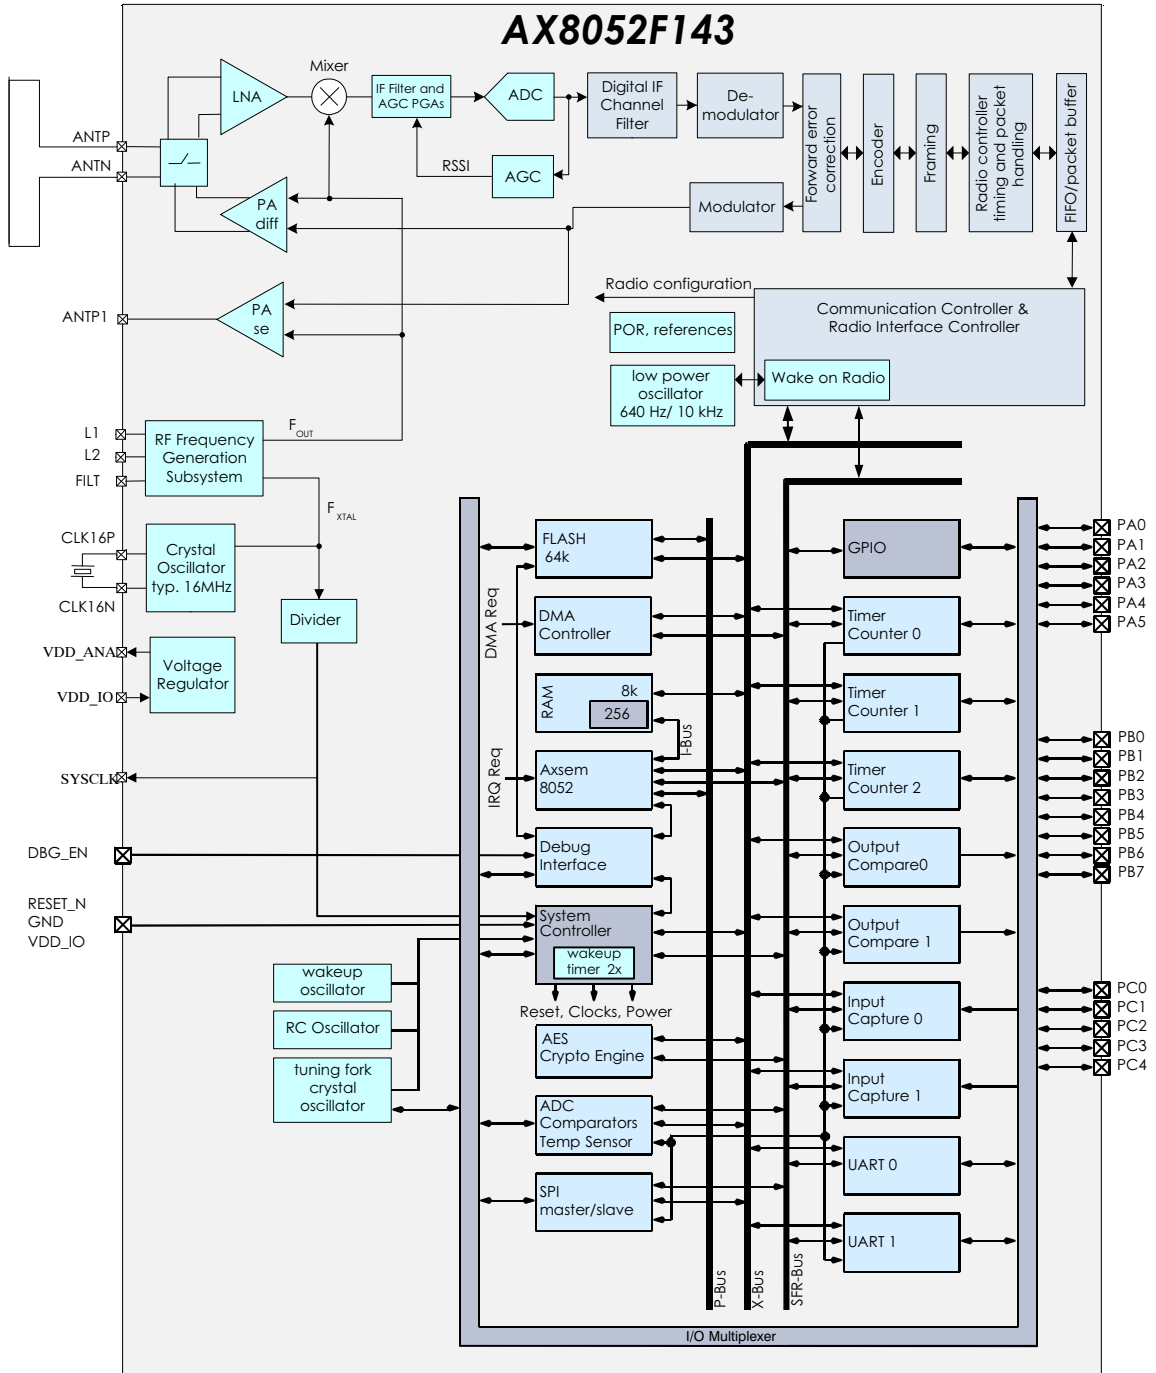 AX8052F143
Mixer
LNA
IF Filter and
AGC PGAs
ADC
Digital IF
Channel
Filter
De-
modulator
Forward error
correction
Encoder
Framing
Radio controller
timing and packet
handling
FIFO/packet buffer
ANTP
ANTN
RSSI
AGC
PA
diff
Modulator
ANTP1
PA
se
Radio configuration
Communication Controller &
Radio Interface Controller
POR, references
low power
oscillator
640 Hz/ 10 kHz
Wake on Radio
L1
L2
FILT
RF Frequency
Generation
Subsystem
FOUT
FXTAL
CLK16P
CLK16N
Crystal
Oscillator
typ. 16MHz
Divider
VDD_ANA
VDD_IO
Voltage
Regulator
SYSCLK
DBG_EN
RESET_N
GND
VDD_IO
wakeup
oscillator
RC Oscillator
tuning fork
crystal
oscillator
FLASH
64k
DMA Req
DMA
Controller
RAM
8k
256
I-Bus
IRQ Req
Axsem
8052
Debug
Interface
System
Controller
wakeup
timer 2x
Reset, Clocks, Power
AES
Crypto Engine
ADC
Comparators
Temp Sensor
SPI
master/slave
P-Bus
X-Bus
SFR-Bus
GPIO
Timer
Counter 0
Timer
Counter 1
Timer
Counter 2
Output
Compare0
Output
Compare 1
Input
Capture 0
Input
Capture 1
UART 0
UART 1
I/O Multiplexer
PA0
PA1
PA2
PA3
PA4
PA5
PB0
PB1
PB2
PB3
PB4
PB5
PB6
PB7
PC0
PC1
PC2
PC3
PC4